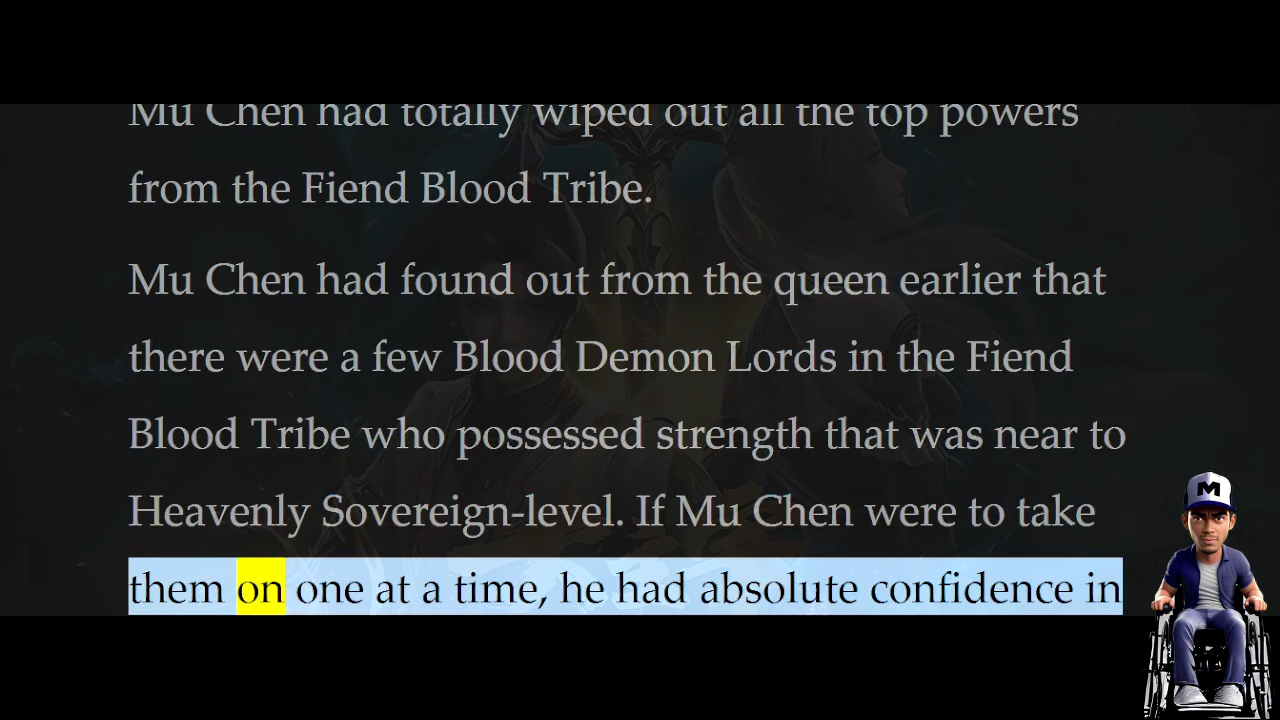 Mu Chen had totally wiped out all the top powers
from the Fiend Blood Tribe.
Mu Chen had found out from the queen earlier that
there were a few Blood Demon Lords in the Fiend
Blood Tribe who possessed strength that was near to
Heavenly Sovereign-level. If Mu Chen were to take
them on one at a time, he had absolute confidence in
M
M